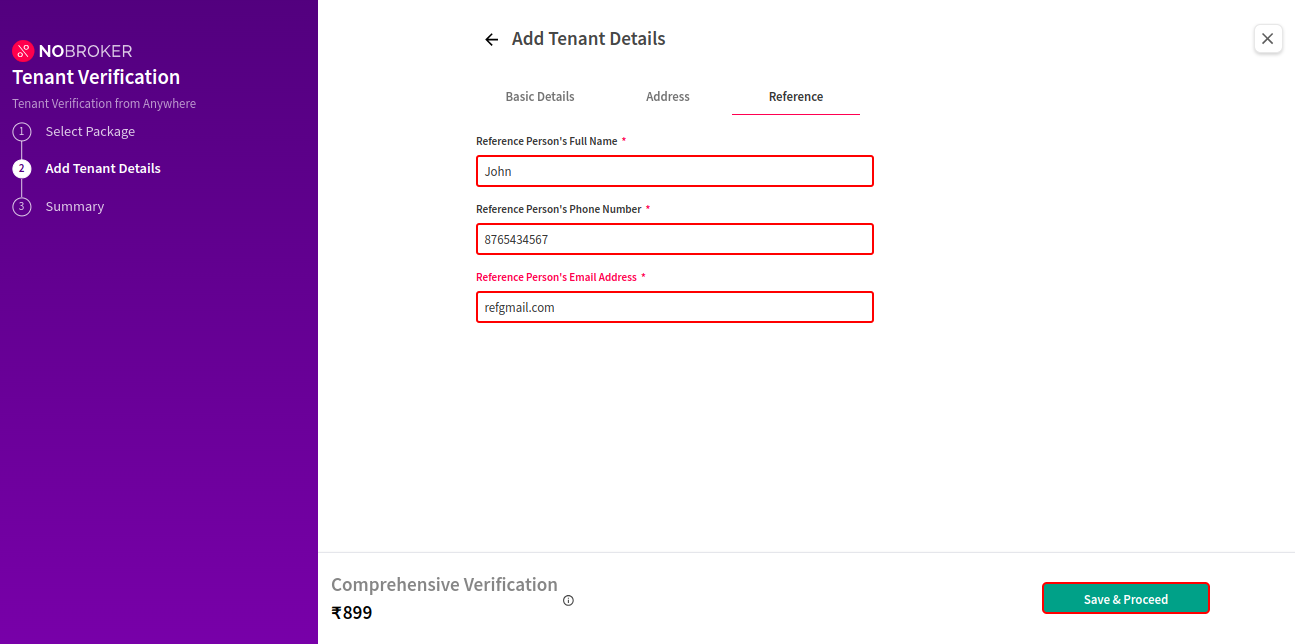 NOBROKER
Tenant Verification
Tenant Verification from Anywhere
1 Select Package
2 Add Tenant Details
3 Summary
Add Tenant Details
Basic Details Address Reference
Reference Person's Full Name *
John
Reference Person's Phone Number *
8765434567
Reference Person's Email Address *
refgmail.com
Comprehensive Verification
₹899
Save & Proceed